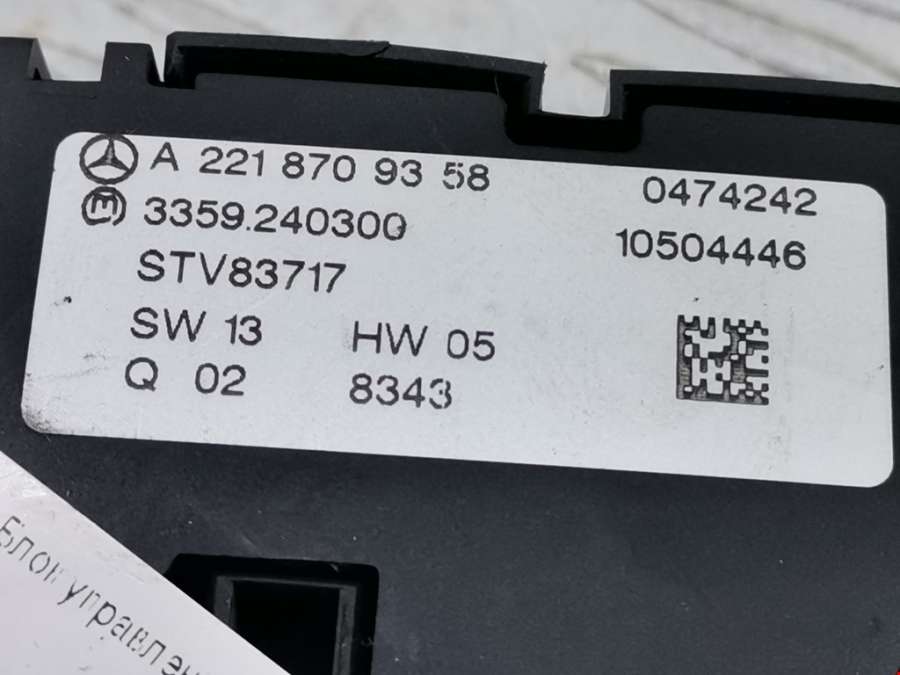 A 221 870 93 58 0474242
3359.240300 10504446
STV83717
SW 13 HW 05
Q 02 8343
Блок управлен